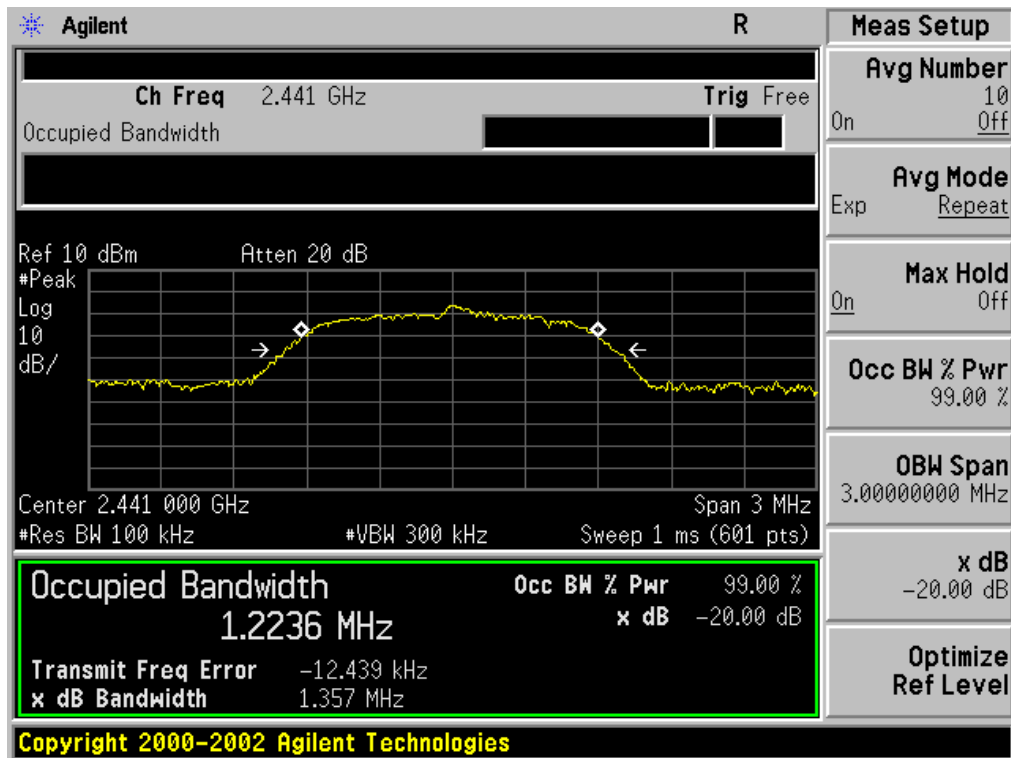 Agilent R Meas Setup
Ch Freq 2.441 GHz Trig Free
Occupied Bandwidth
Ref 10 dBm Atten 20 dB
#Peak
Log
10
dB/
Center 2.441 000 GHz Span 3 MHz
#Res BW 100 kHz #VBW 300 kHz Sweep 1 ms (601 pts)
Occupied Bandwidth
1.2236 MHz
Occ BW % Pwr 99.00 %
x dB -20.00 dB
Transmit Freq Error -12.439 kHz
x dB Bandwidth 1.357 MHz
Avg Number
10
On Off
Avg Mode
Exp Repeat
Max Hold
On Off
Occ BW % Pwr
99.00 %
OBW Span
3.00000000 MHz
x dB
-20.00 dB
Optimize
Ref Level
Copyright 2000-2002 Agilent Technologies